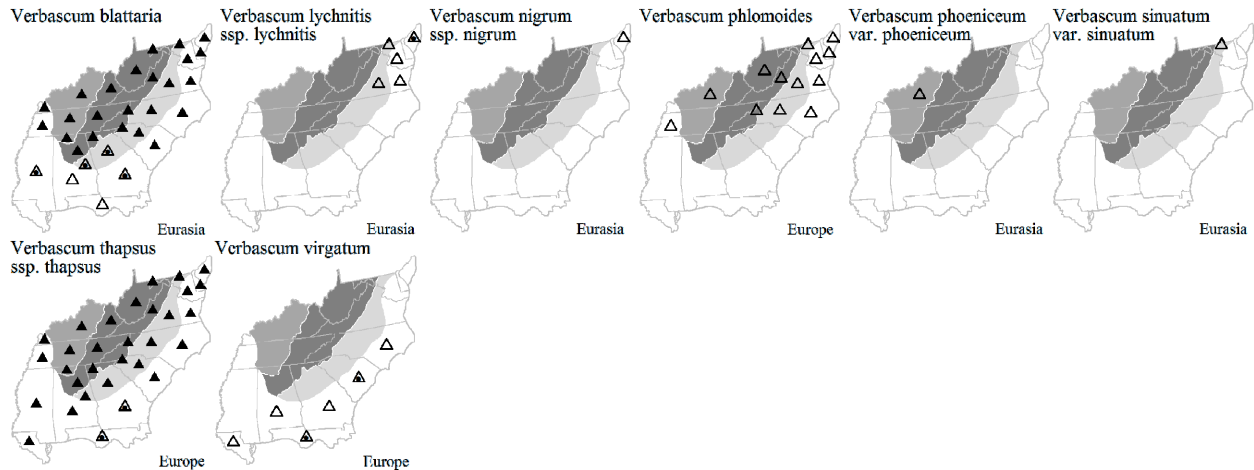 Verbascum blattaria
Eurasia
Verbascum lychnitis
ssp. lychnitis
Eurasia
Verbascum nigrum
ssp. nigrum
Eurasia
Verbascum phlomoides
Europe
Verbascum phoeniceum
var. phoeniceum
Eurasia
Verbascum sinuatum
var. sinuatum
Eurasia
Verbascum thapsus
ssp. thapsus
Europe
Verbascum virgatum
Europe